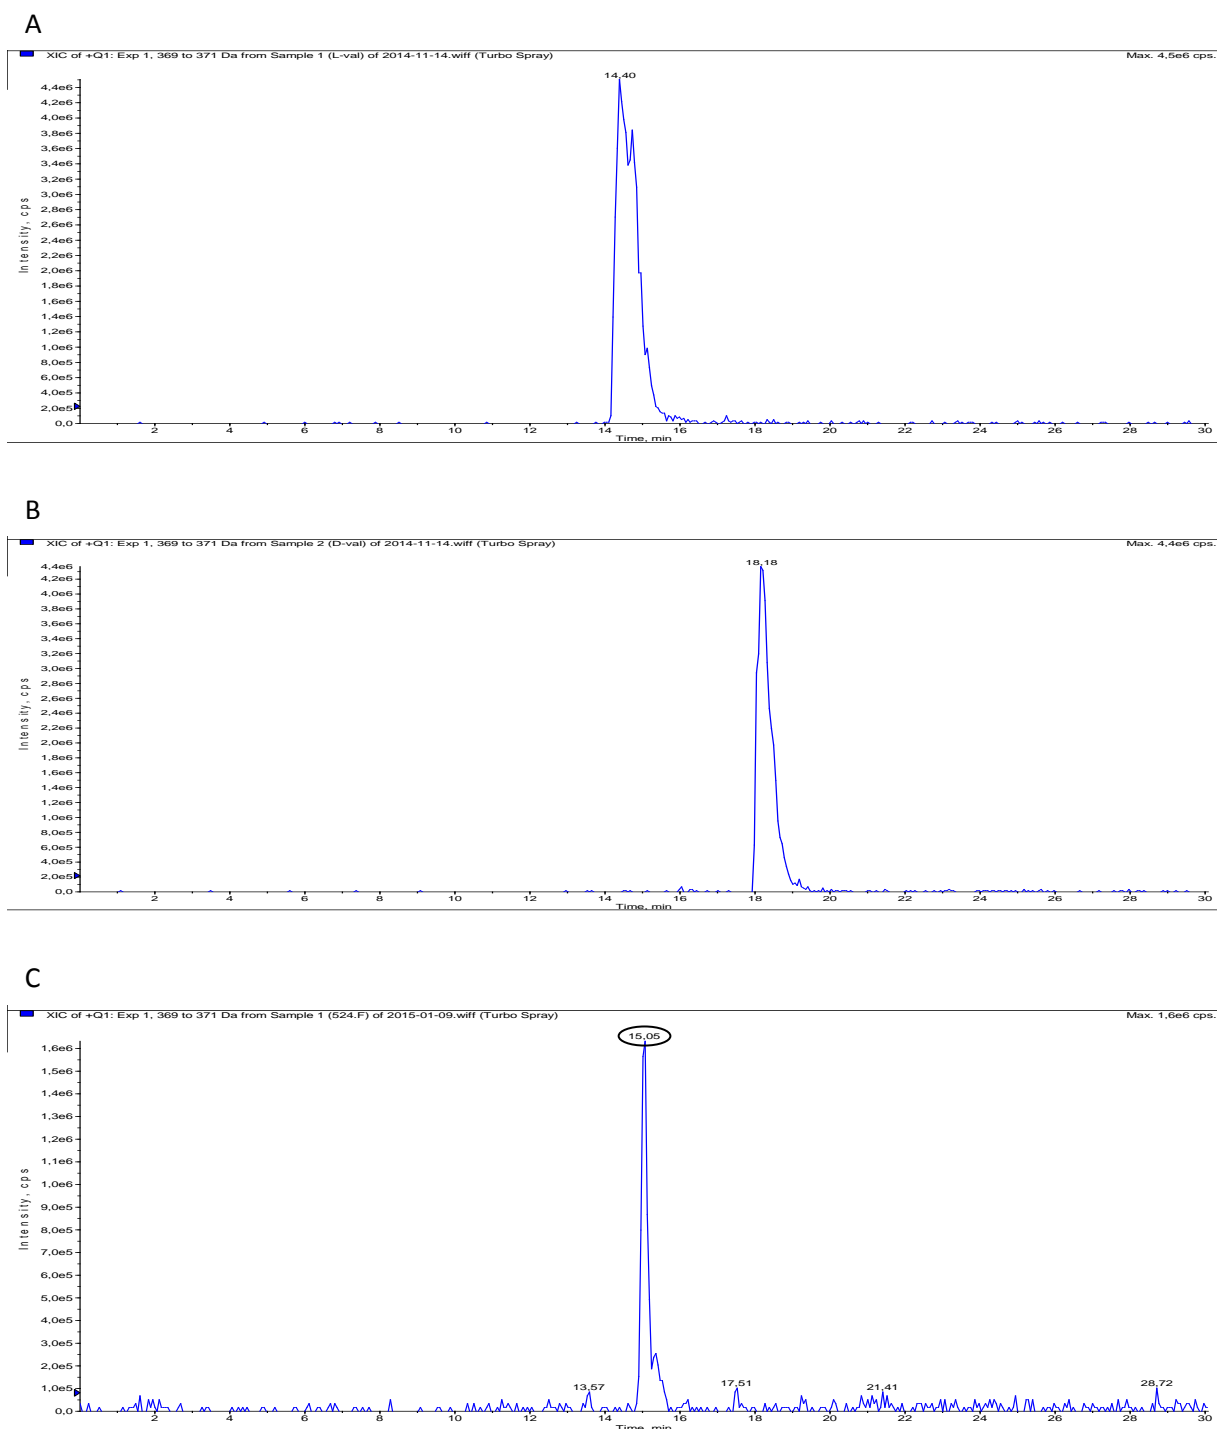 A
XIC of +Q1: Exp 1, 369 to 371 Da from Sample 1 (L-val) of 2014-11-14.wiff (Turbo Spray) Max. 4,5e6 cps.
14,40
4,4e6
4,2e6
4,0e6
3,8e6
3,6e6
3,4e6
3,2e6
3,0e6
2,8e6
2,6e6
2,4e6
2,2e6
2,0e6
1,8e6
1,6e6
1,4e6
1,2e6
1,0e6
8,0e5
6,0e5
4,0e5
2,0e5
0,0
Intensity, cps
2 4 6 8 10 12 14 16 18 20 22 24 26 28 30
Time, min
B
XIC of +Q1: Exp 1, 369 to 371 Da from Sample 2 (D-val) of 2014-11-14.wiff (Turbo Spray) Max. 4,4e6 cps.
18,18
4,4e6
4,2e6
4,0e6
3,8e6
3,6e6
3,4e6
3,2e6
3,0e6
2,8e6
2,6e6
2,4e6
2,2e6
2,0e6
1,8e6
1,6e6
1,4e6
1,2e6
1,0e6
8,0e5
6,0e5
4,0e5
2,0e5
0,0
Intensity, cps
2 4 6 8 10 12 14 16 18 20 22 24 26 28 30
Time, min
C
XIC of +Q1: Exp 1, 369 to 371 Da from Sample 1 (524.F) of 2015-01-09.wiff (Turbo Spray) Max. 1,6e6 cps.
15,05
1,6e6
1,5e6
1,4e6
1,3e6
1,2e6
1,1e6
1,0e6
9,0e5
8,0e5
7,0e5
6,0e5
5,0e5
4,0e5
3,0e5
2,0e5
1,0e5
0,0
Intensity, cps
13,57 17,51 21,41 28,72
2 4 6 8 10 12 14 16 18 20 22 24 26 28 30
Time, min